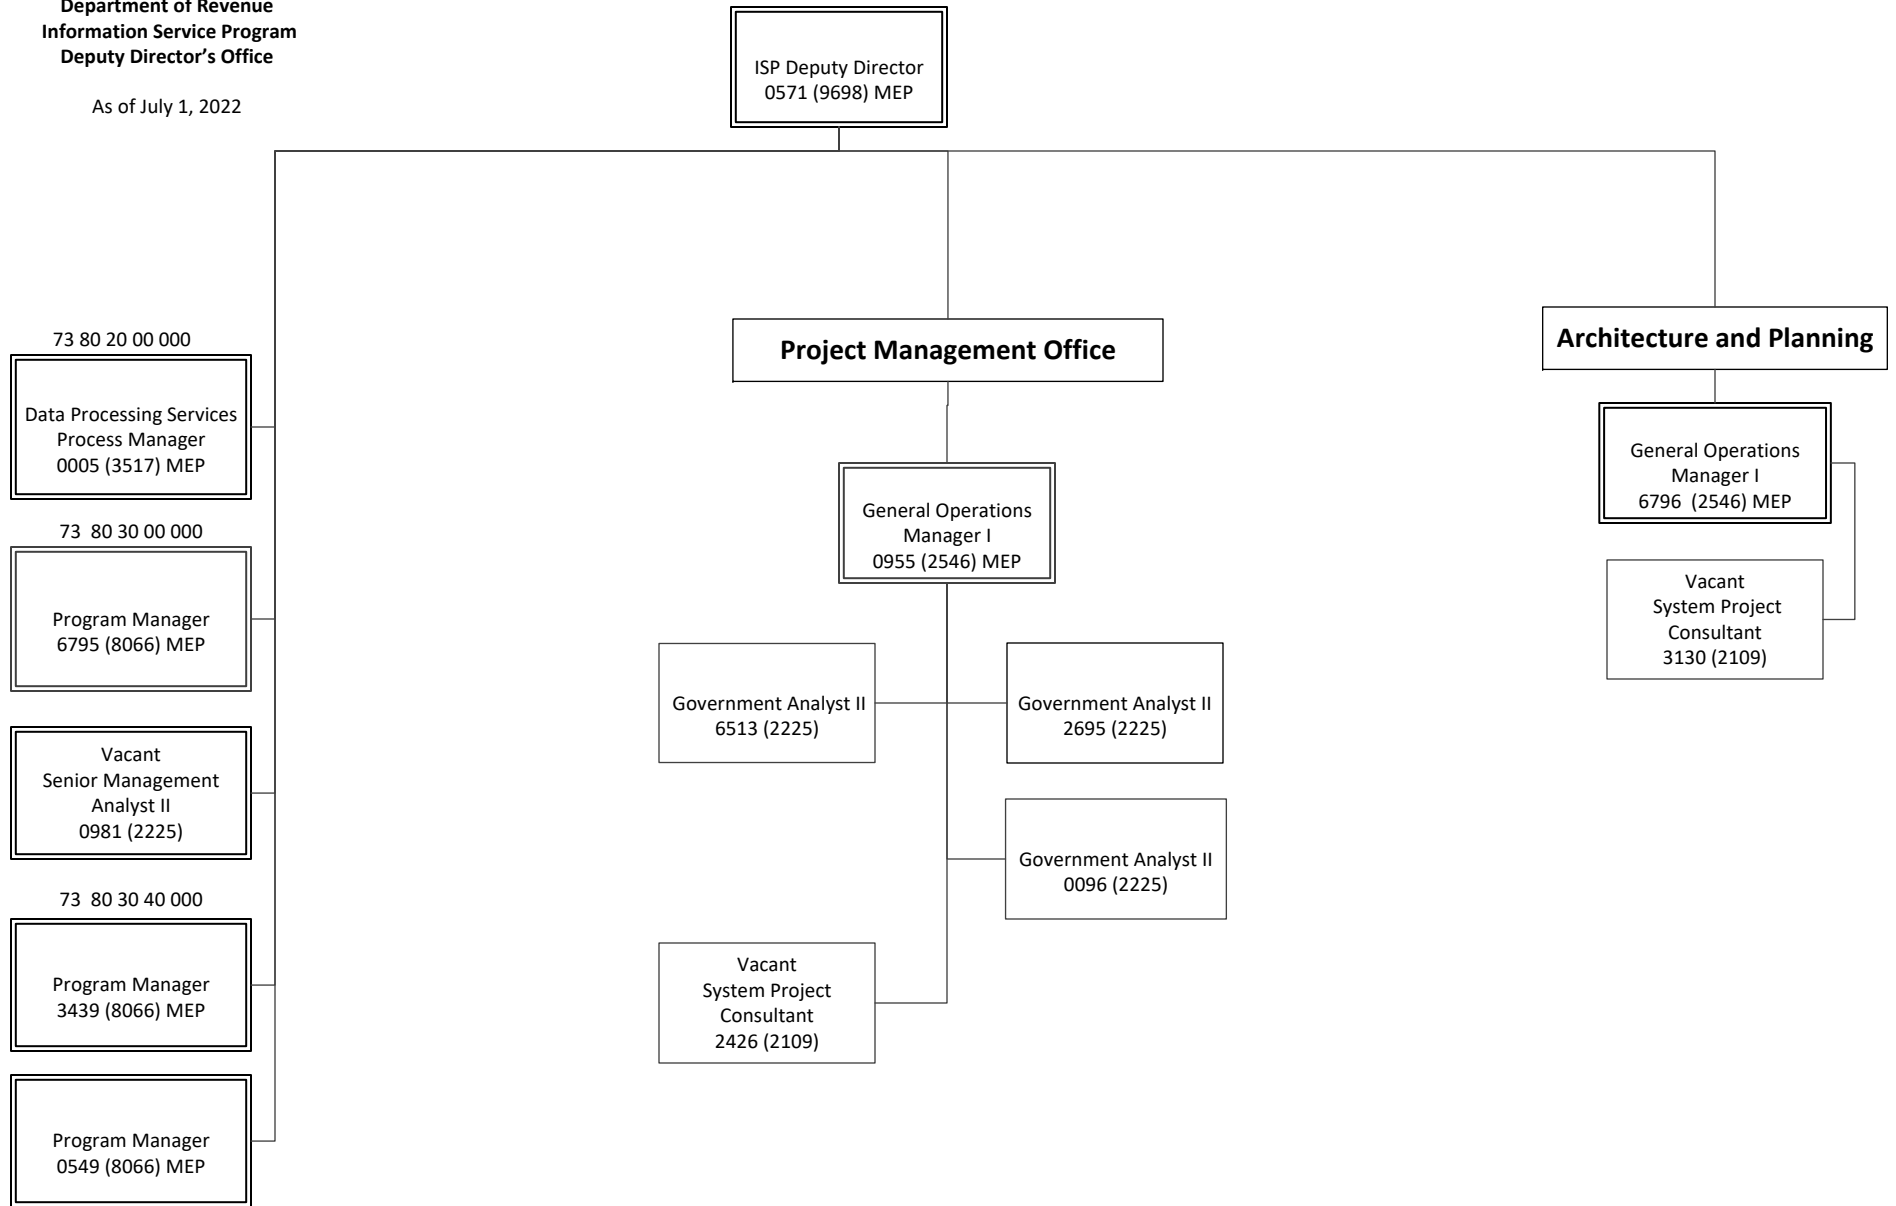 Department of Revenue
Information Service Program
Deputy Director’s Office
As of July 1, 2022
ISP Deputy Director
0571 (9698) MEP
73 80 20 00 000
Data Processing Services
Process Manager
0005 (3517) MEP
73 80 30 00 000
Program Manager
6795 (8066) MEP
Vacant
Senior Management
Analyst II
0981 (2225)
73 80 30 40 000
Program Manager
3439 (8066) MEP
Program Manager
0549 (8066) MEP
Project Management Office
General Operations
Manager I
0955 (2546) MEP
Government Analyst II
6513 (2225)
Government Analyst II
2695 (2225)
Government Analyst II
0096 (2225)
Vacant
System Project
Consultant
2426 (2109)
Architecture and Planning
General Operations
Manager I
6796 (2546) MEP
Vacant
System Project
Consultant
3130 (2109)